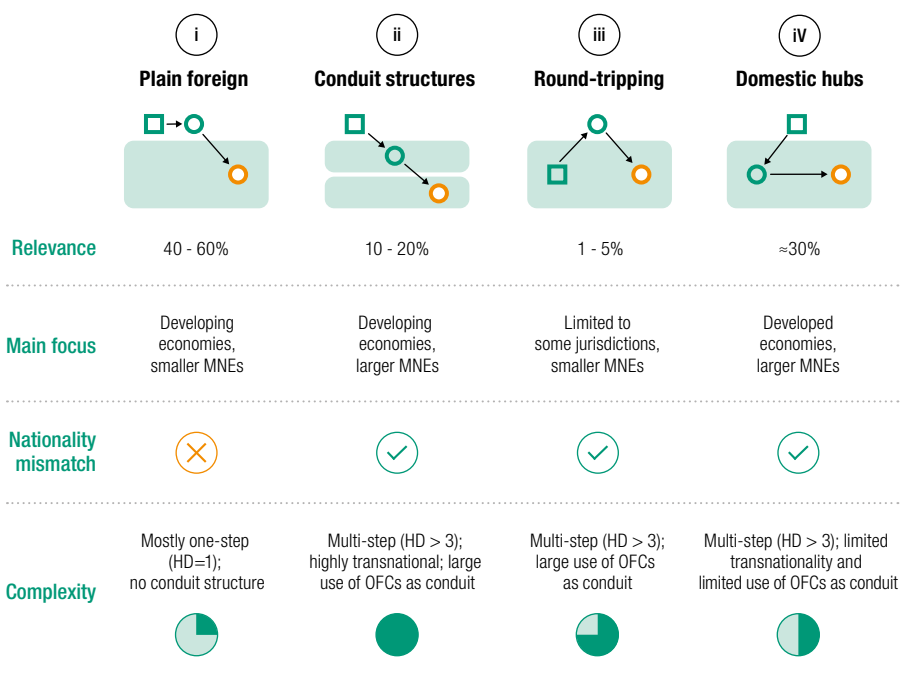 i
ii
iii
iV
Plain foreign
Conduit structures
Round-tripping
Domestic hubs
Relevance
40 - 60%
10 - 20%
1 - 5%
≈30%
Main focus
Developing
economies,
smaller MNEs
Developing
economies,
larger MNEs
Limited to
some jurisdictions,
smaller MNEs
Developed
economies,
larger MNEs
Nationality
mismatch
Complexity
Mostly one-step
(HD=1);
no conduit structure
Multi-step (HD > 3);
highly transnational; large
use of OFCs as conduit
Multi-step (HD > 3);
large use of OFCs
as conduit
Multi-step (HD > 3); limited
transnationality and
limited use of OFCs as conduit